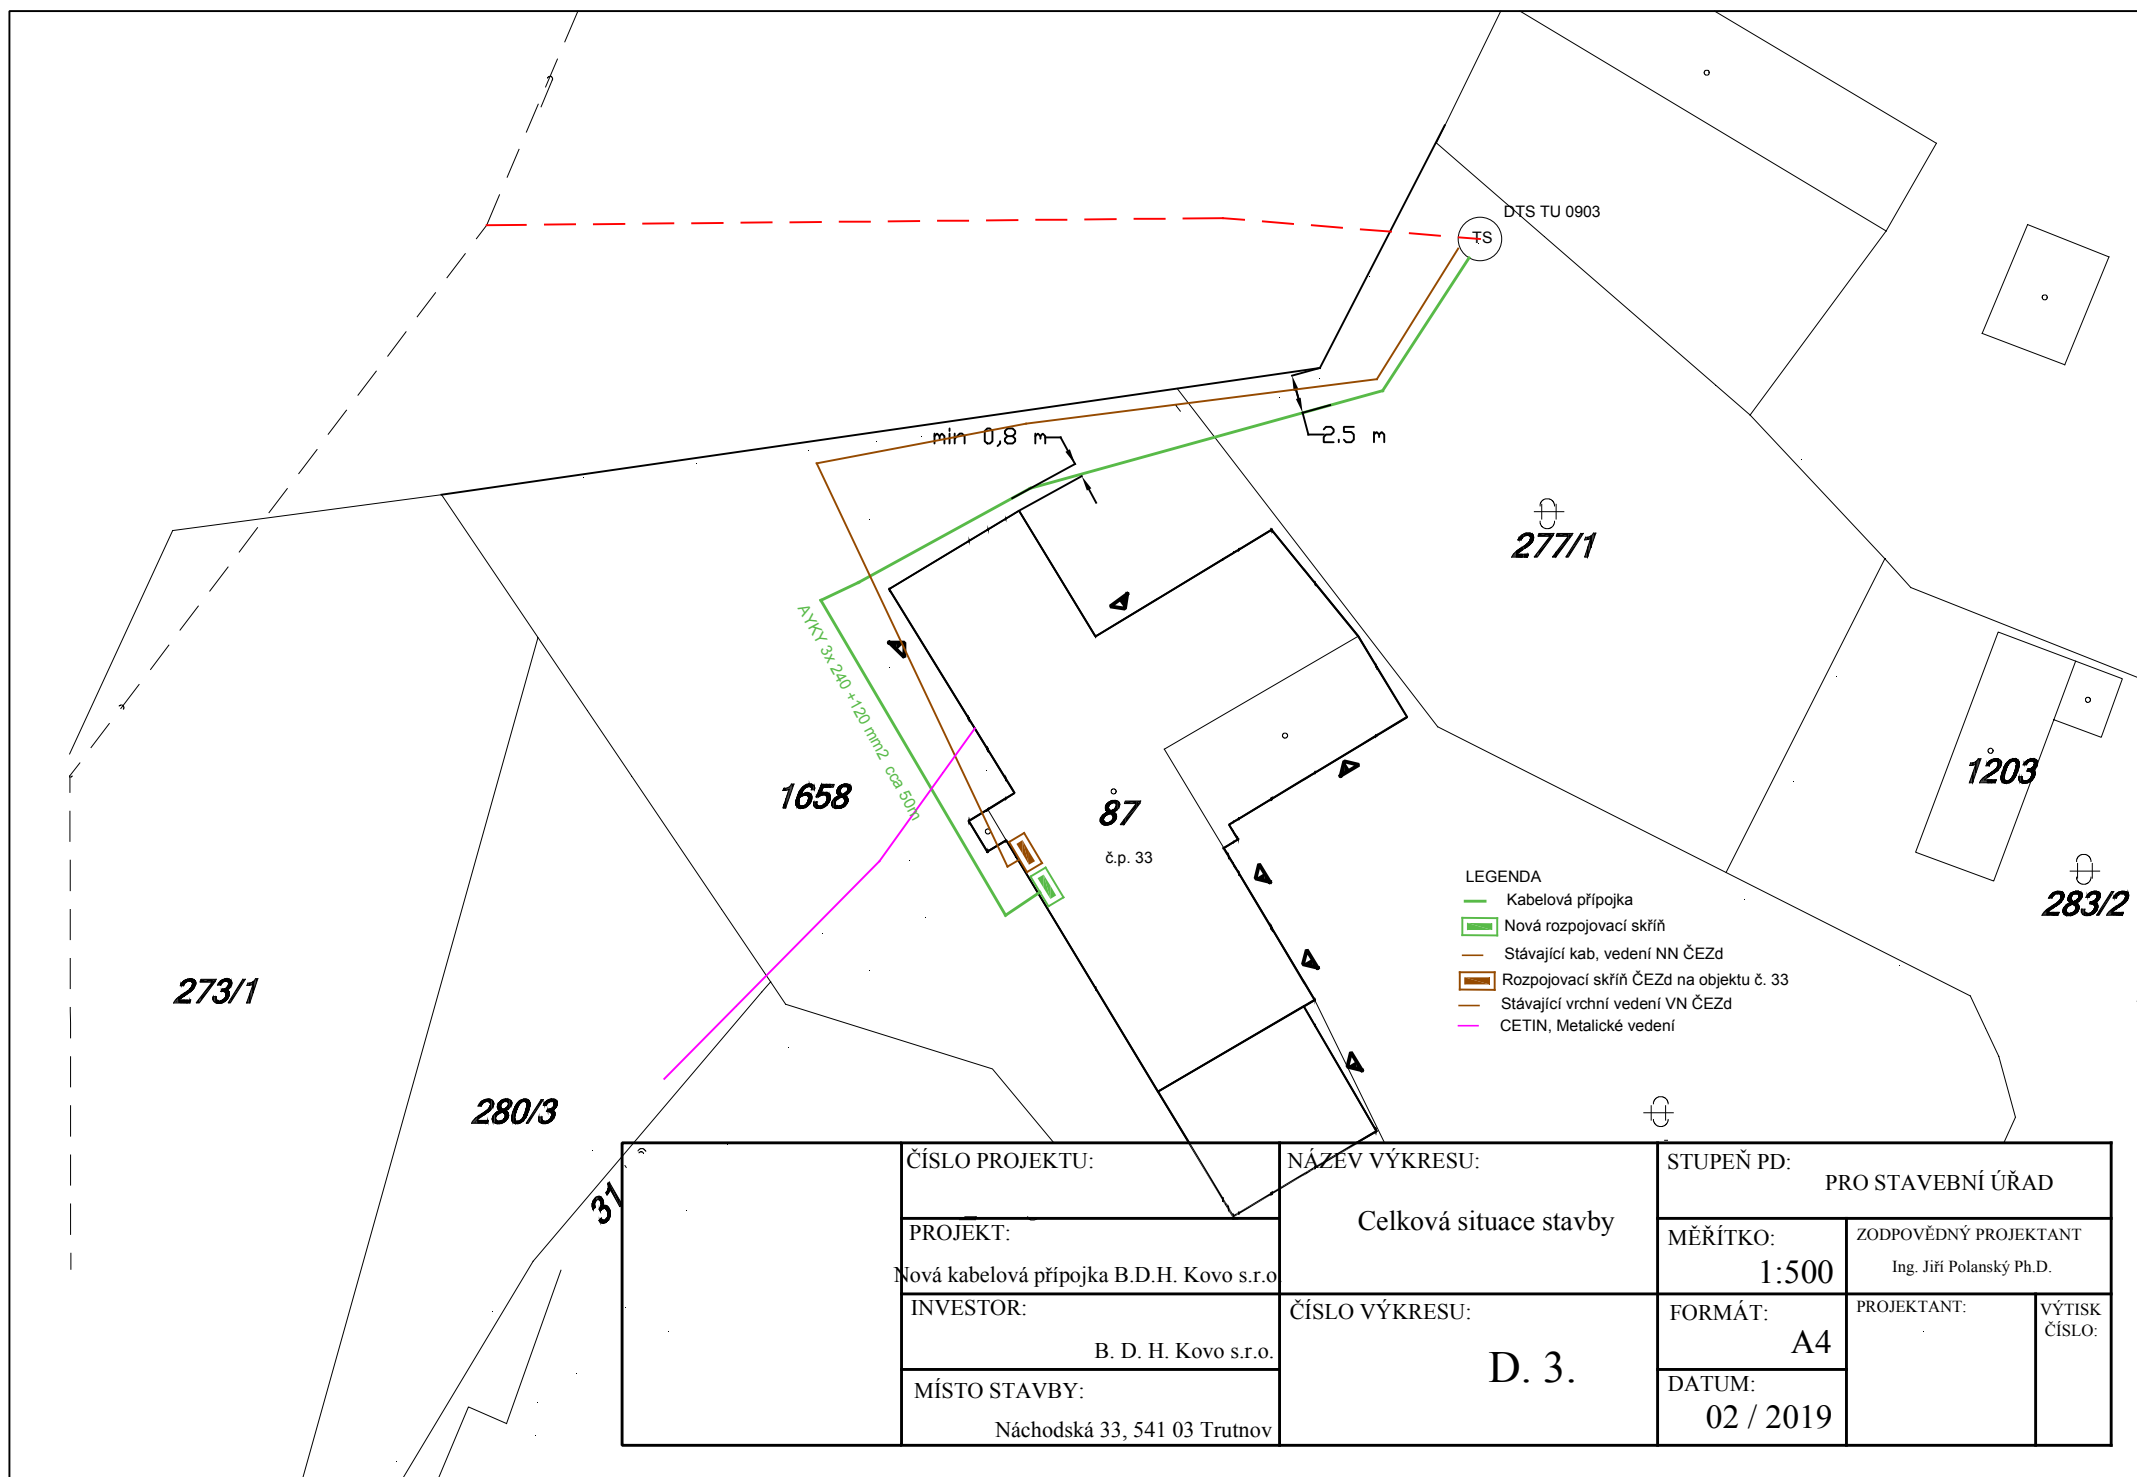 DTS TU 0903
TS
min 0,8 m
2.5 m
277/1
AYKY 3x 240 +120 mm2 cca 50m
1658
87
č.p. 33
1203
283/2
273/1
280/3
31
LEGENDA
Kabelová přípojka
Nová rozpojovací skříň
Stávající kab, vedení NN ČEZd
Rozpojovací skříň ČEZd na objektu č. 33
Stávající vrchní vedení VN ČEZd
CETIN, Metalické vedení
ČÍSLO PROJEKTU:
PROJEKT:
Nová kabelová přípojka B.D.H. Kovo s.r.o
INVESTOR:
B. D. H. Kovo s.r.o.
MÍSTO STAVBY:
Náchodská 33, 541 03 Trutnov
NÁZEV VÝKRESU:
Celková situace stavby
ČÍSLO VÝKRESU:
D. 3.
STUPEŇ PD:
PRO STAVEBNÍ ÚŘAD
MĚŘÍTKO:
1:500
ZODPOVĚDNÝ PROJEKTANT
Ing. Jiří Polanský Ph.D.
FORMÁT:
A4
DATUM:
02 / 2019
PROJEKTANT:
VÝTISK
ČÍSLO: